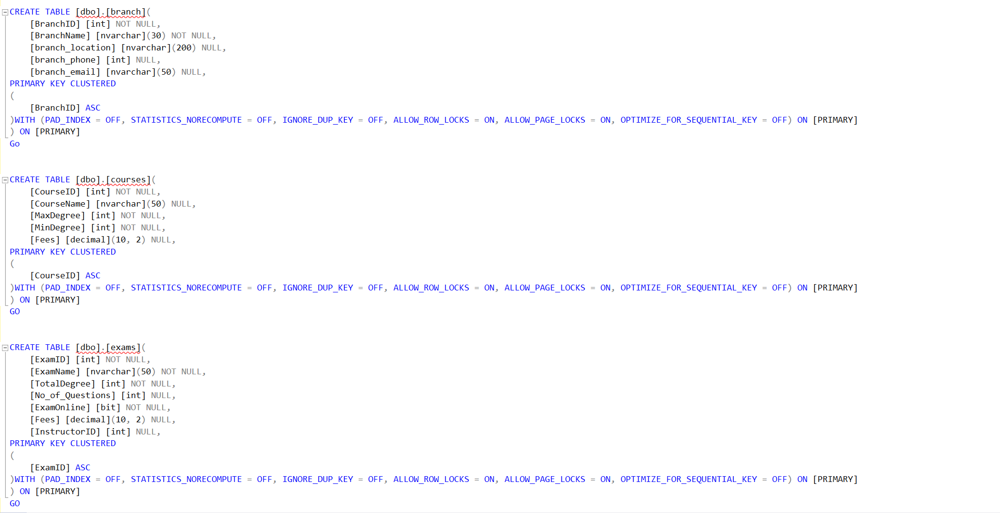 CREATE TABLE [dbo].[branch](
    [BranchID] [int] NOT NULL,
    [BranchName] [nvarchar](30) NOT NULL,
    [branch_location] [nvarchar](200) NULL,
    [branch_phone] [int] NULL,
    [branch_email] [nvarchar](50) NULL,
PRIMARY KEY CLUSTERED
(
    [BranchID] ASC
)WITH (PAD_INDEX = OFF, STATISTICS_NORECOMPUTE = OFF, IGNORE_DUP_KEY = OFF, ALLOW_ROW_LOCKS = ON, ALLOW_PAGE_LOCKS = ON, OPTIMIZE_FOR_SEQUENTIAL_KEY = OFF) ON [PRIMARY]
) ON [PRIMARY]
Go
CREATE TABLE [dbo].[courses](
    [CourseID] [int] NOT NULL,
    [CourseName] [nvarchar](50) NULL,
    [MaxDegree] [int] NOT NULL,
    [MinDegree] [int] NOT NULL,
    [Fees] [decimal](10, 2) NULL,
PRIMARY KEY CLUSTERED
(
    [CourseID] ASC
)WITH (PAD_INDEX = OFF, STATISTICS_NORECOMPUTE = OFF, IGNORE_DUP_KEY = OFF, ALLOW_ROW_LOCKS = ON, ALLOW_PAGE_LOCKS = ON, OPTIMIZE_FOR_SEQUENTIAL_KEY = OFF) ON [PRIMARY]
) ON [PRIMARY]
GO
CREATE TABLE [dbo].[exams](
    [ExamID] [int] NOT NULL,
    [ExamName] [nvarchar](50) NOT NULL,
    [TotalDegree] [int] NOT NULL,
    [No_of_Questions] [int] NULL,
    [ExamOnline] [bit] NOT NULL,
    [Fees] [decimal](10, 2) NULL,
    [InstructorID] [int] NULL,
PRIMARY KEY CLUSTERED
(
    [ExamID] ASC
)WITH (PAD_INDEX = OFF, STATISTICS_NORECOMPUTE = OFF, IGNORE_DUP_KEY = OFF, ALLOW_ROW_LOCKS = ON, ALLOW_PAGE_LOCKS = ON, OPTIMIZE_FOR_SEQUENTIAL_KEY = OFF) ON [PRIMARY]
) ON [PRIMARY]
GO